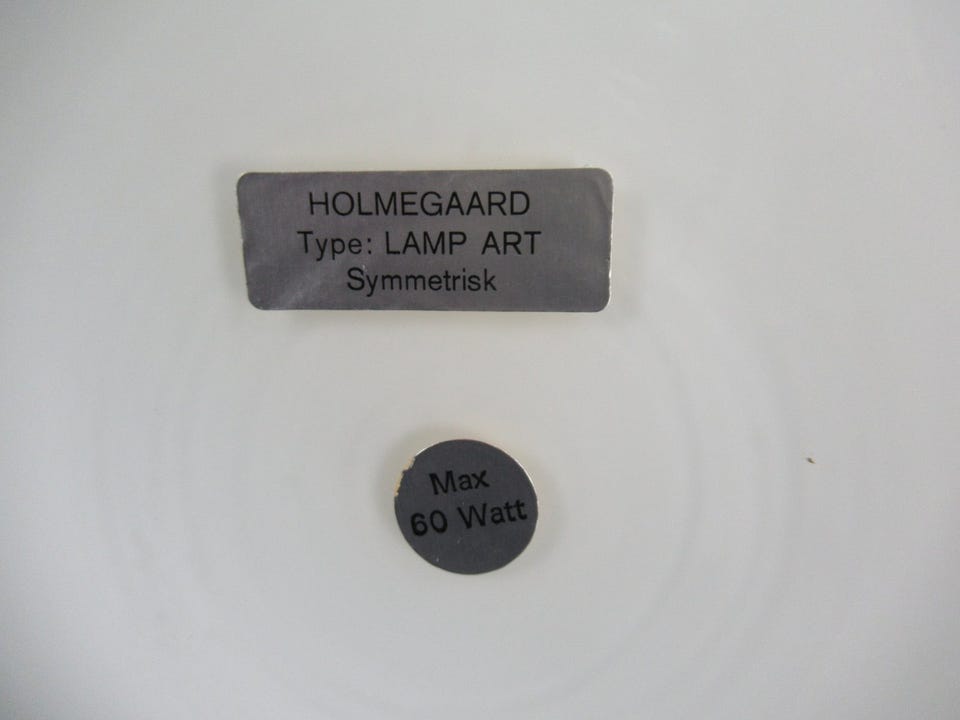 HOLMEGAARD
Type: LAMP ART
Symmetrisk
Max
60 Watt